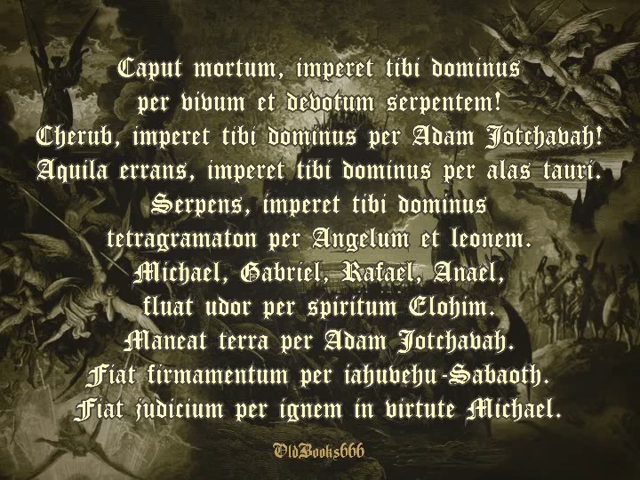 Caput mortum, imperet tibi dominus
per vivum et devotum serpentem!
Cherub, imperet tibi dominus per Adam Jotchavah!
Aquila errans, imperet tibi dominus per alas tauri.
Serpens, imperet tibi dominus
tetragramaton per Angelum et leonem.
Michael, Gabriel, Rafael, Anael,
fluat udor per spiritum Elohim.
Maneat terra per Adam Jotchavah.
Fiat firmamentum per iahuvehu-Sabaoth.
Fiat judicium per ignem in virtute Michael.
OldBooks666